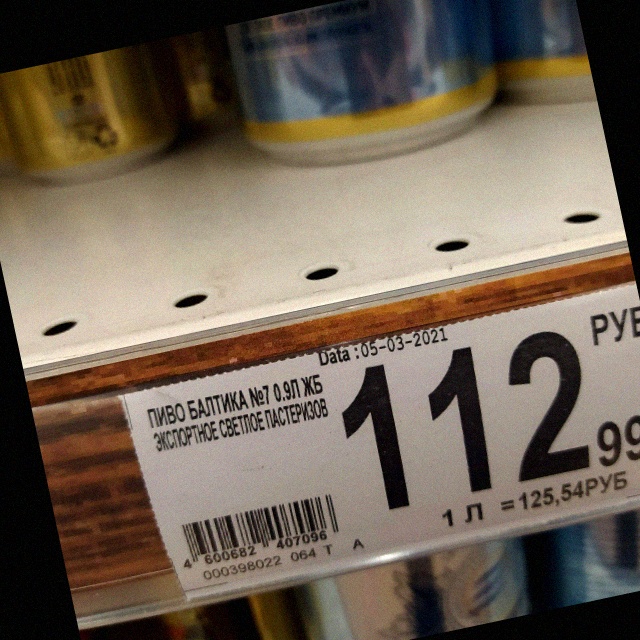 Data :05-03-2021
ПИВО БАЛТИКА №7 0.9Л ЖБ
ЭКСПОРТНОЕ СВЕТЛОЕ ПАСТЕРИЗОВ
112 99
РУБ
1 Л =125,54РУБ
4 600682 407096
000398022 064 Т А